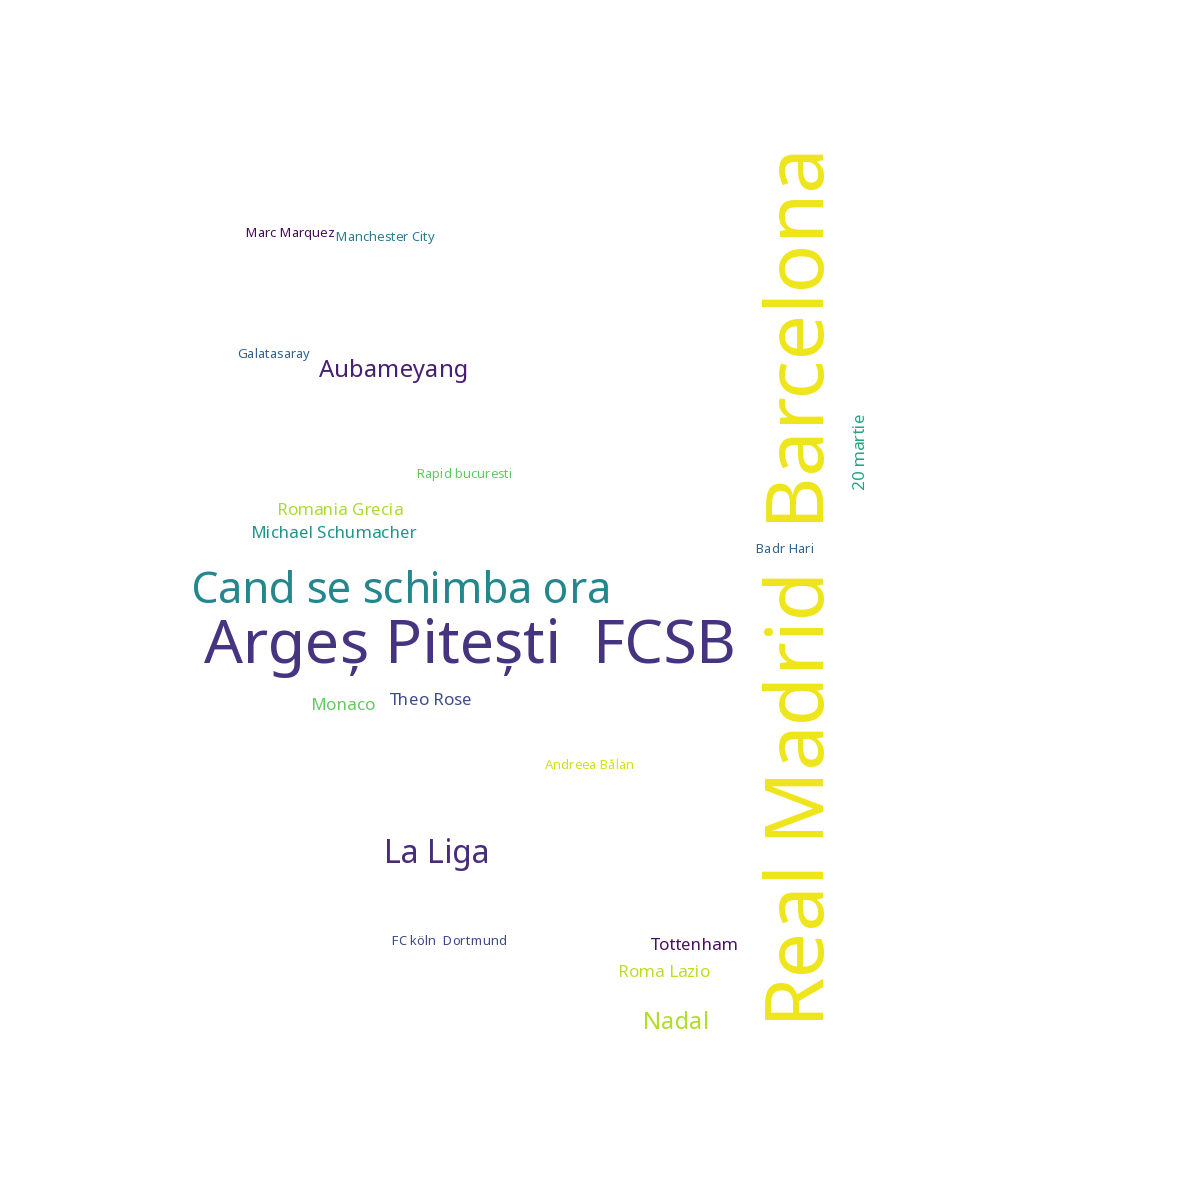 Marc Marquez
Manchester City
Galatasaray
Aubameyang
20 martie
Rapid bucuresti
Romania Grecia
Michael Schumacher
Badr Hari
Cand se schimba ora
Real Madrid Barcelona
Argeș Pitești FCSB
Monaco
Theo Rose
Andreea Bălan
La Liga
FC köln Dortmund
Tottenham
Roma Lazio
Nadal